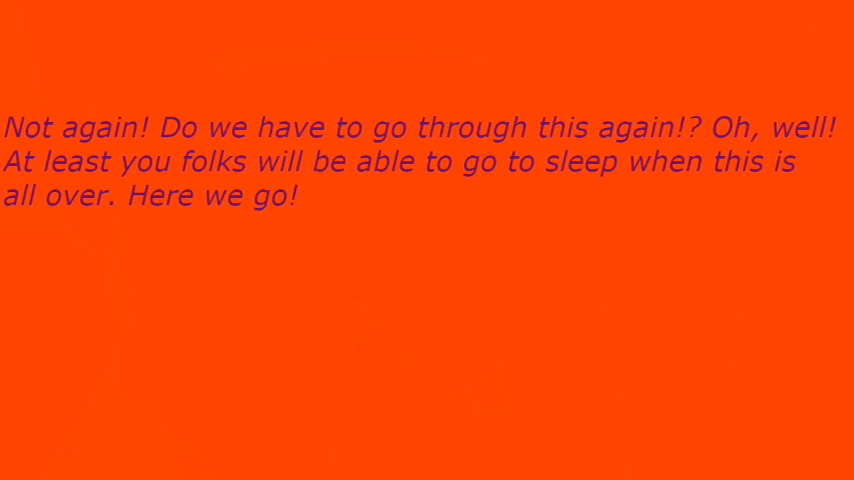 Not again! Do we have to go through this again!? Oh, well!
At least you folks will be able to go to sleep when this is
all over. Here we go!